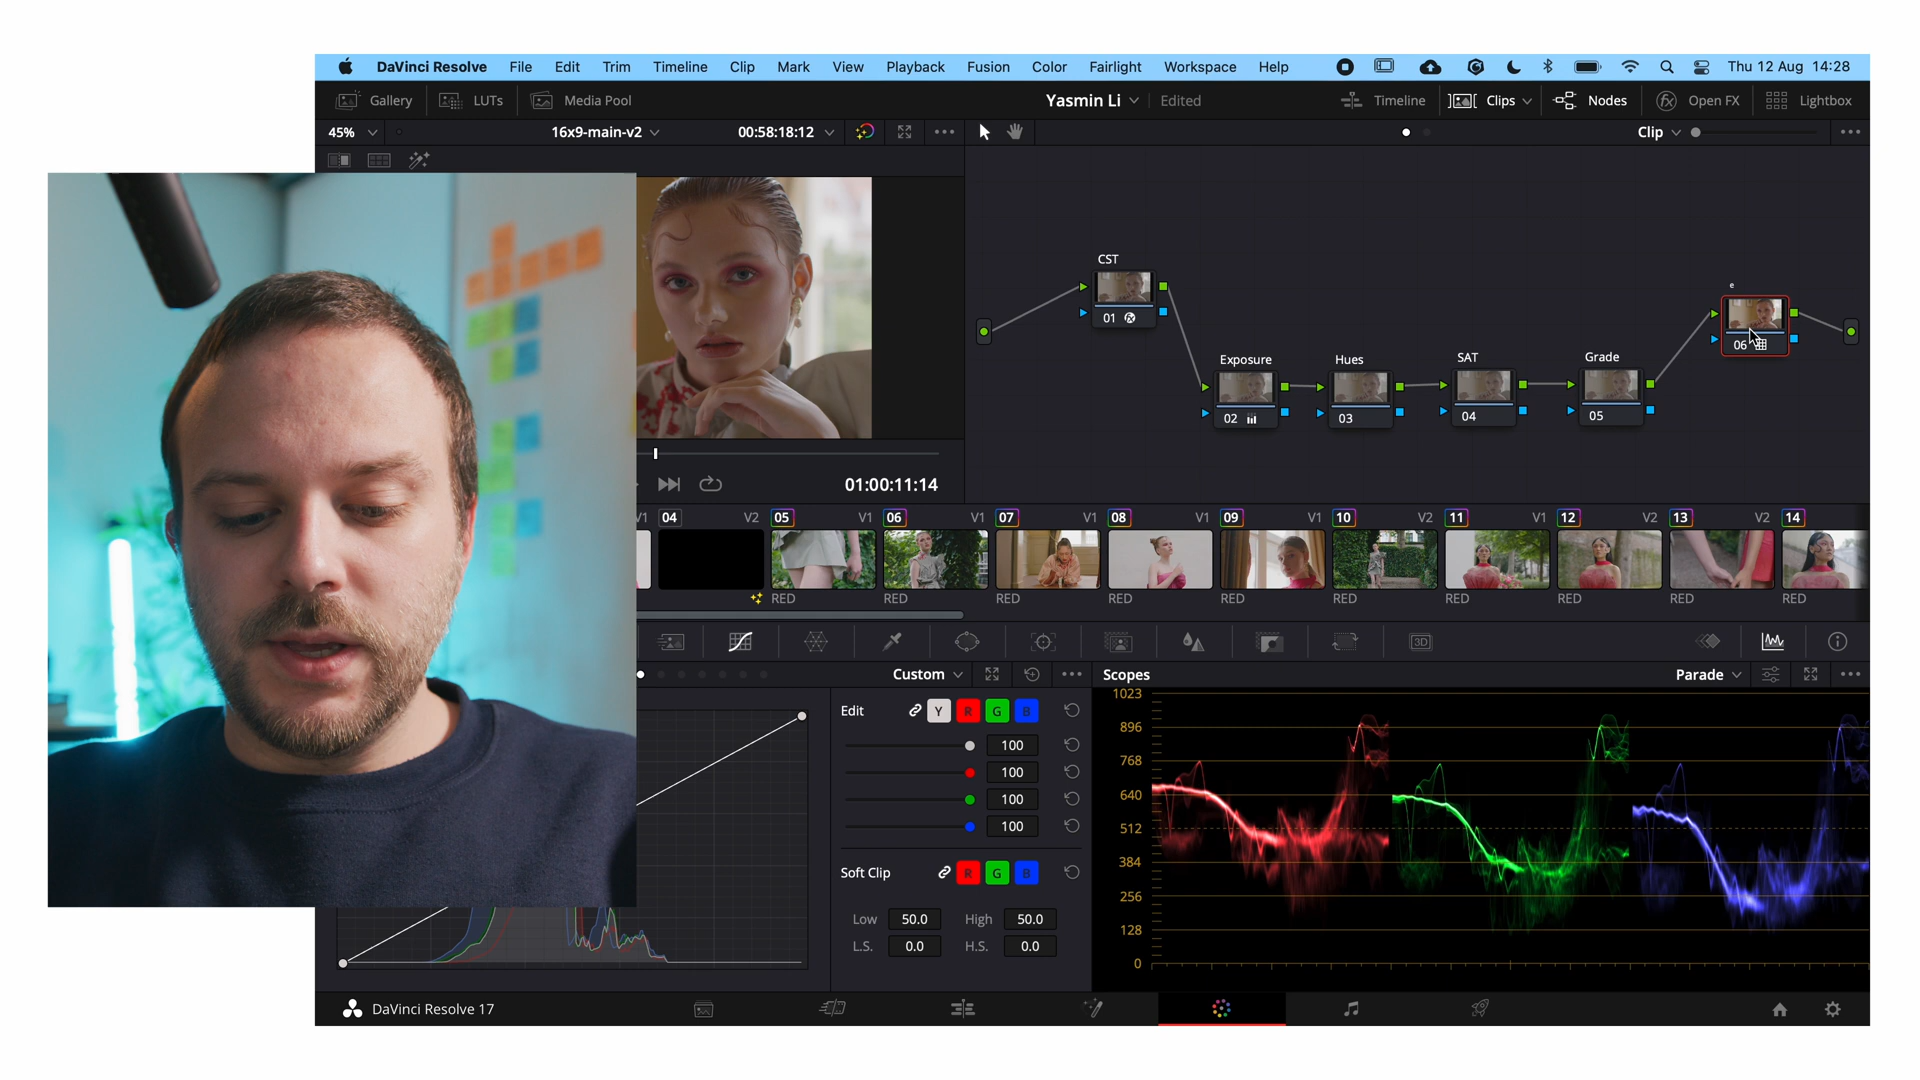 DaVinci Resolve File Edit Trim Timeline Clip Mark View Playback Fusion Color Fairlight Workspace Help Thu 12 Aug 14:28
Gallery LUTs Media Pool Yasmin Li Edited Timeline Clips Nodes fx Open FX Lightbox
45% 16x9-main-v2 00:58:18:12 Clip
CST
01
e
06
Exposure Hues SAT Grade
02 03 04 05
01:00:11:14
V1 04 V2 05 V1 06 V1 07 V1 08 V1 09 V1 10 V2 11 V1 12 V2 13 V2 14
RED RED RED RED RED RED RED RED RED RED
3D
Custom Scopes Parade
Edit Y R G B
100
100
100
100
Soft Clip R G B
Low 50.0 High 50.0
L.S. 0.0 H.S. 0.0
1023
896
768
640
512
384
256
128
0
DaVinci Resolve 17